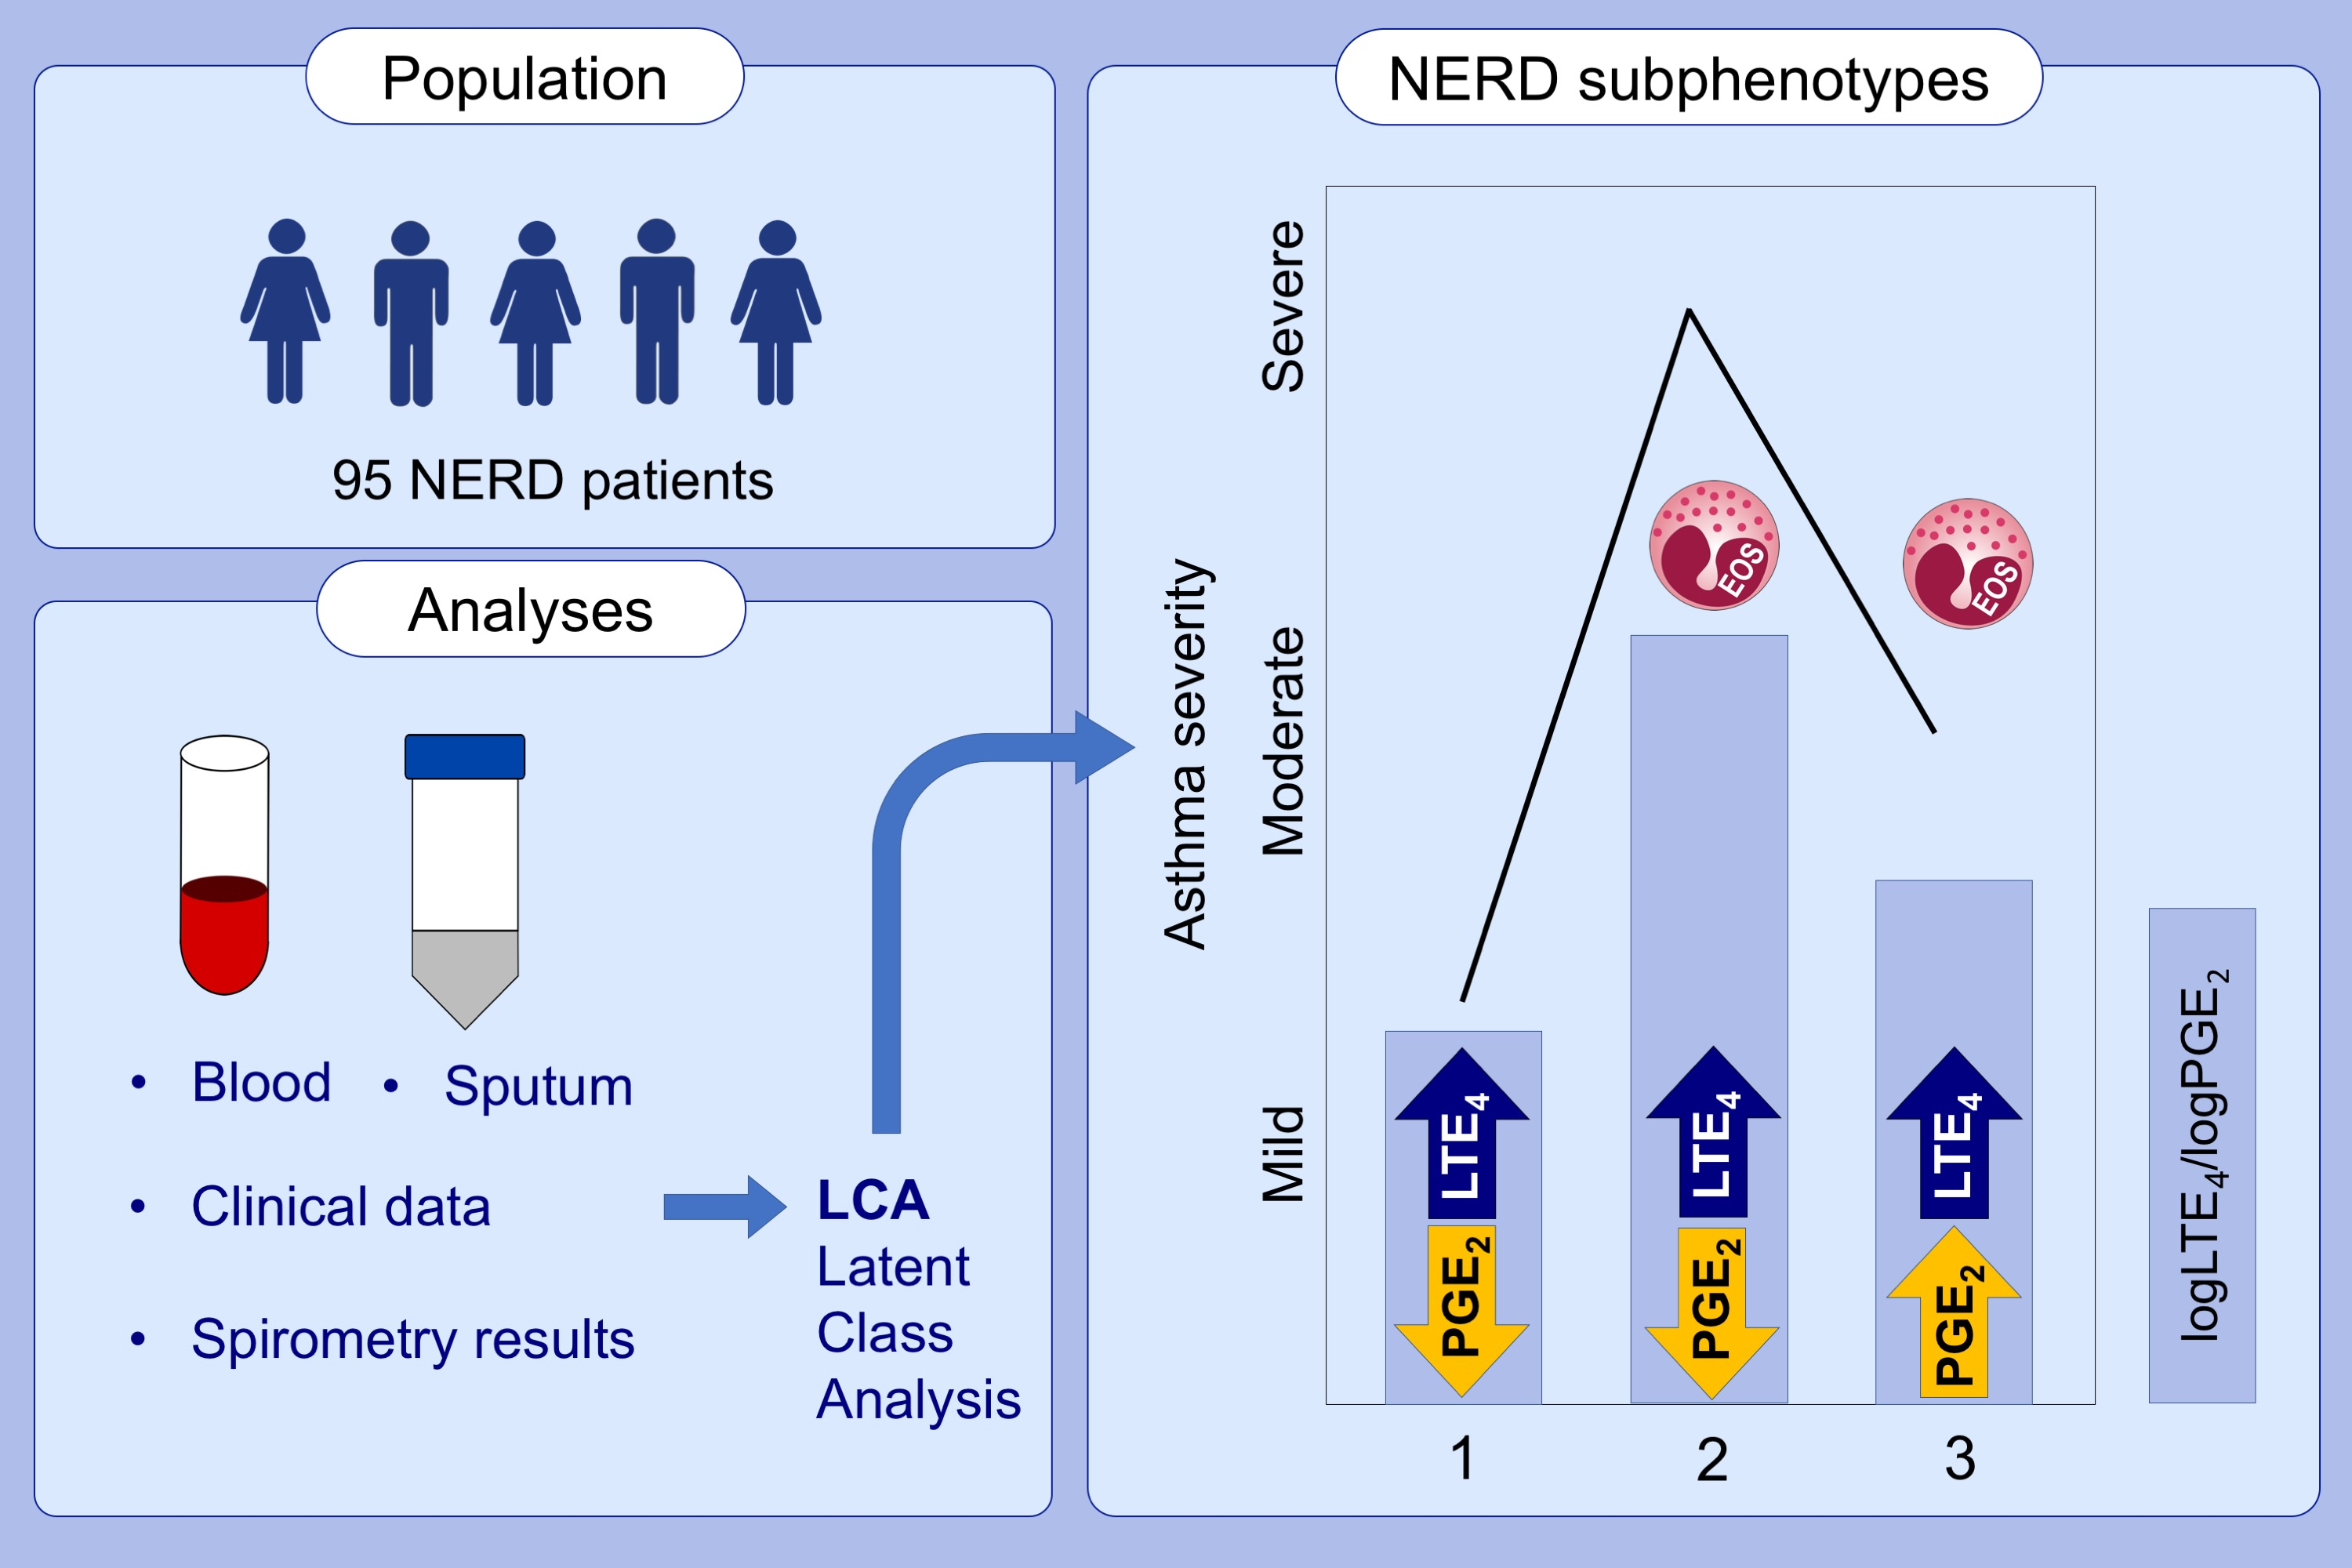 Population
95 NERD patients
Analyses
• Blood
• Sputum
• Clinical data
• Spirometry results
LCA
Latent
Class
Analysis
NERD subphenotypes
Asthma severity
Severe
Moderate
Mild
EOS
EOS
LTE₄
LTE₄
LTE₄
PGE₂
PGE₂
PGE₂
1
2
3
logLTE₄/logPGE₂